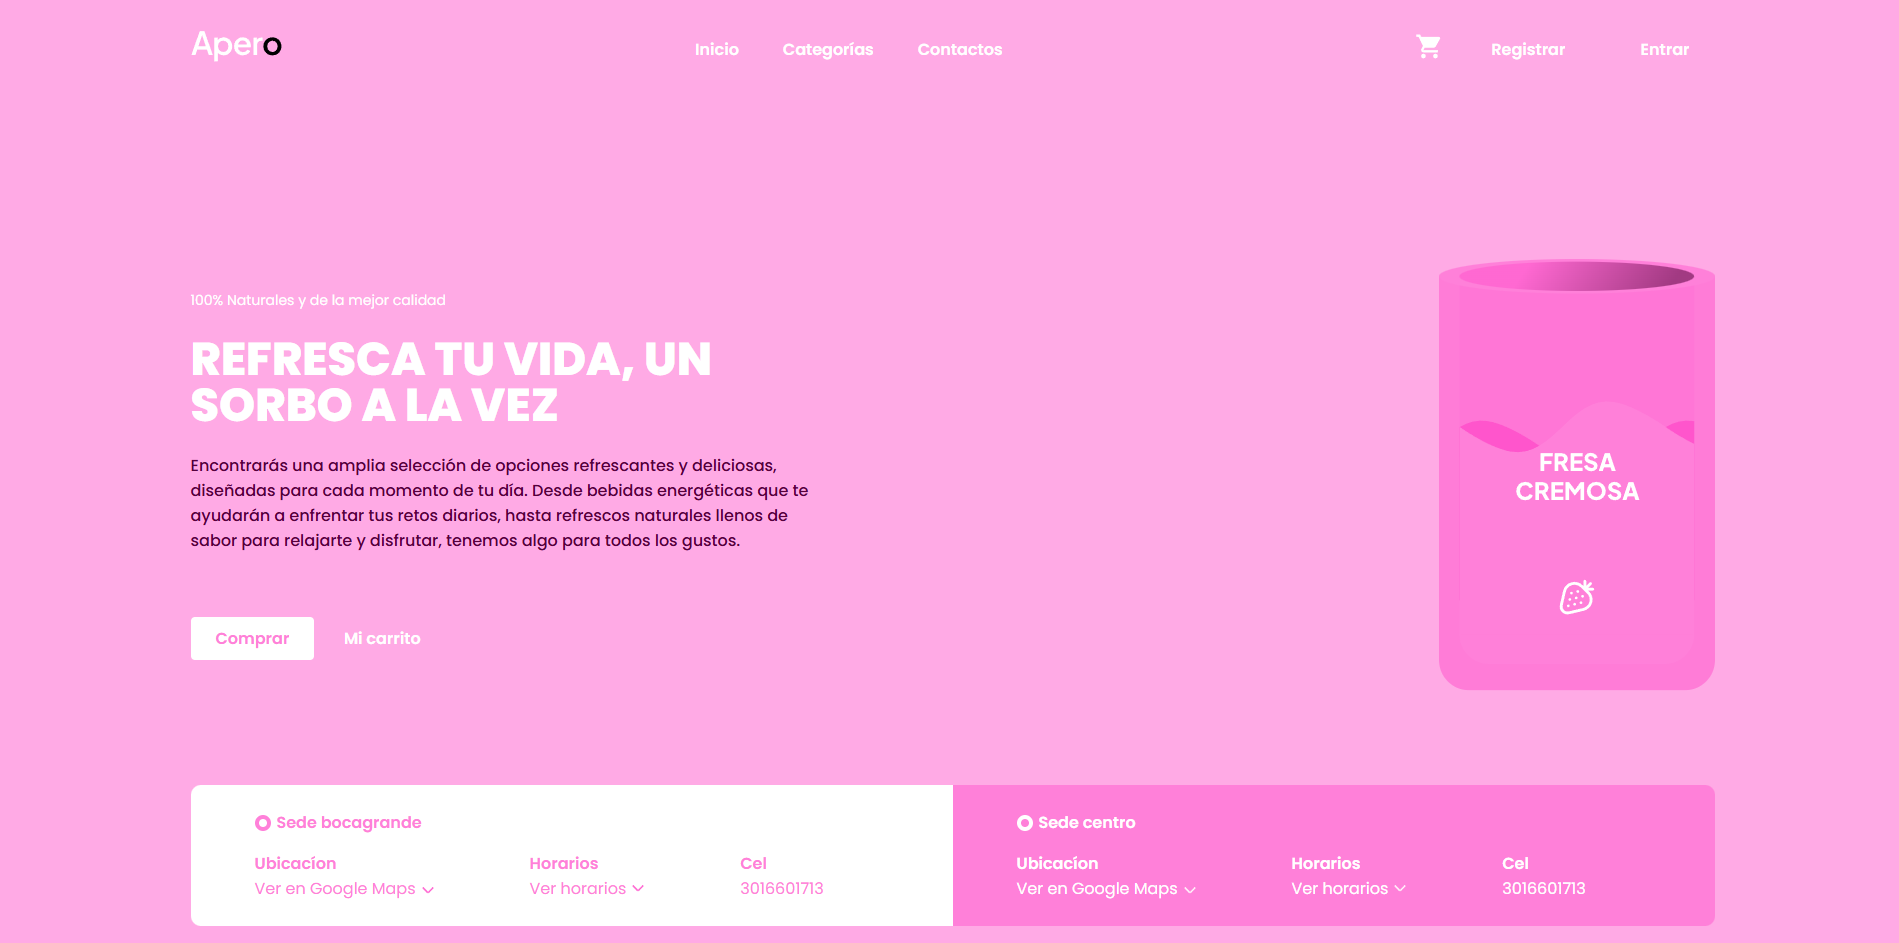 Apero
Inicio
Categorías
Contactos
Registrar
Entrar
100% Naturales y de la mejor calidad
REFRESCA TU VIDA, UN
SORBO A LA VEZ
Encontrarás una amplia selección de opciones refrescantes y deliciosas,
diseñadas para cada momento de tu día. Desde bebidas energéticas que te
ayudarán a enfrentar tus retos diarios, hasta refrescos naturales llenos de
sabor para relajarte y disfrutar, tenemos algo para todos los gustos.
Comprar
Mi carrito
FRESA
CREMOSA
Sede bocagrande
Ubicacíon
Ver en Google Maps
Horarios
Ver horarios
Cel
3016601713
Sede centro
Ubicacíon
Ver en Google Maps
Horarios
Ver horarios
Cel
3016601713